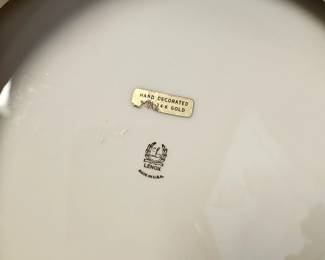 HAND DECORATED
14 K GOLD
L
LENOX
MADE IN U.S.A.